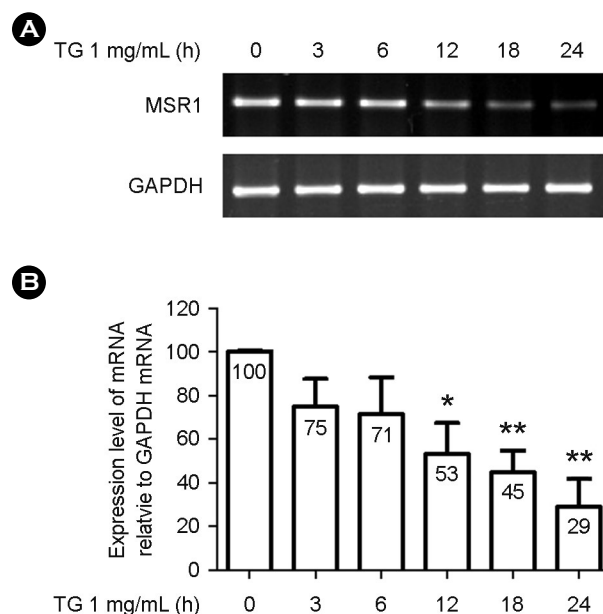 A
TG 1 mg/mL (h) 0 3 6 12 18 24
MSR1
GAPDH
B
Expression level of mRNA
relatvie to GAPDH mRNA
120
100
80
60
40
20
0
100
75
71
*
53
**
45
**
29
TG 1 mg/mL (h) 0 3 6 12 18 24